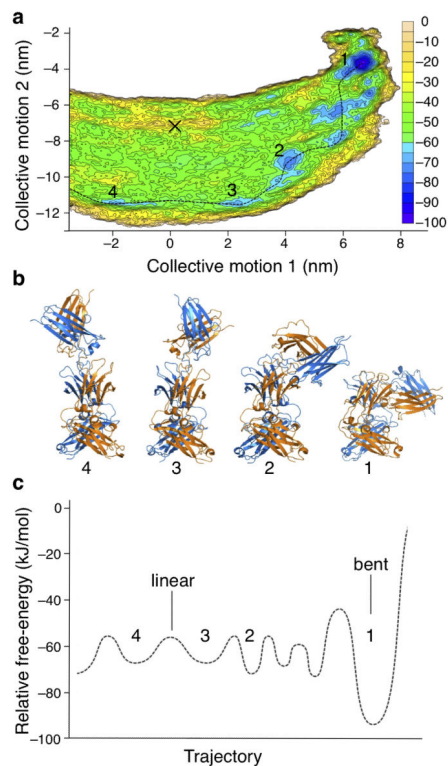 a
−2
−4
−6
−8
−10
−12
Collective motion 2 (nm)
1
2
3
4
−2 0 2 4 6 8
Collective motion 1 (nm)
0
−10
−20
−30
−40
−50
−60
−70
−80
−90
−100
b
4 3 2 1
c
0
−20
−40
−60
−80
−100
Relative free-energy (kJ/mol)
linear
bent
4 3 2 1
Trajectory